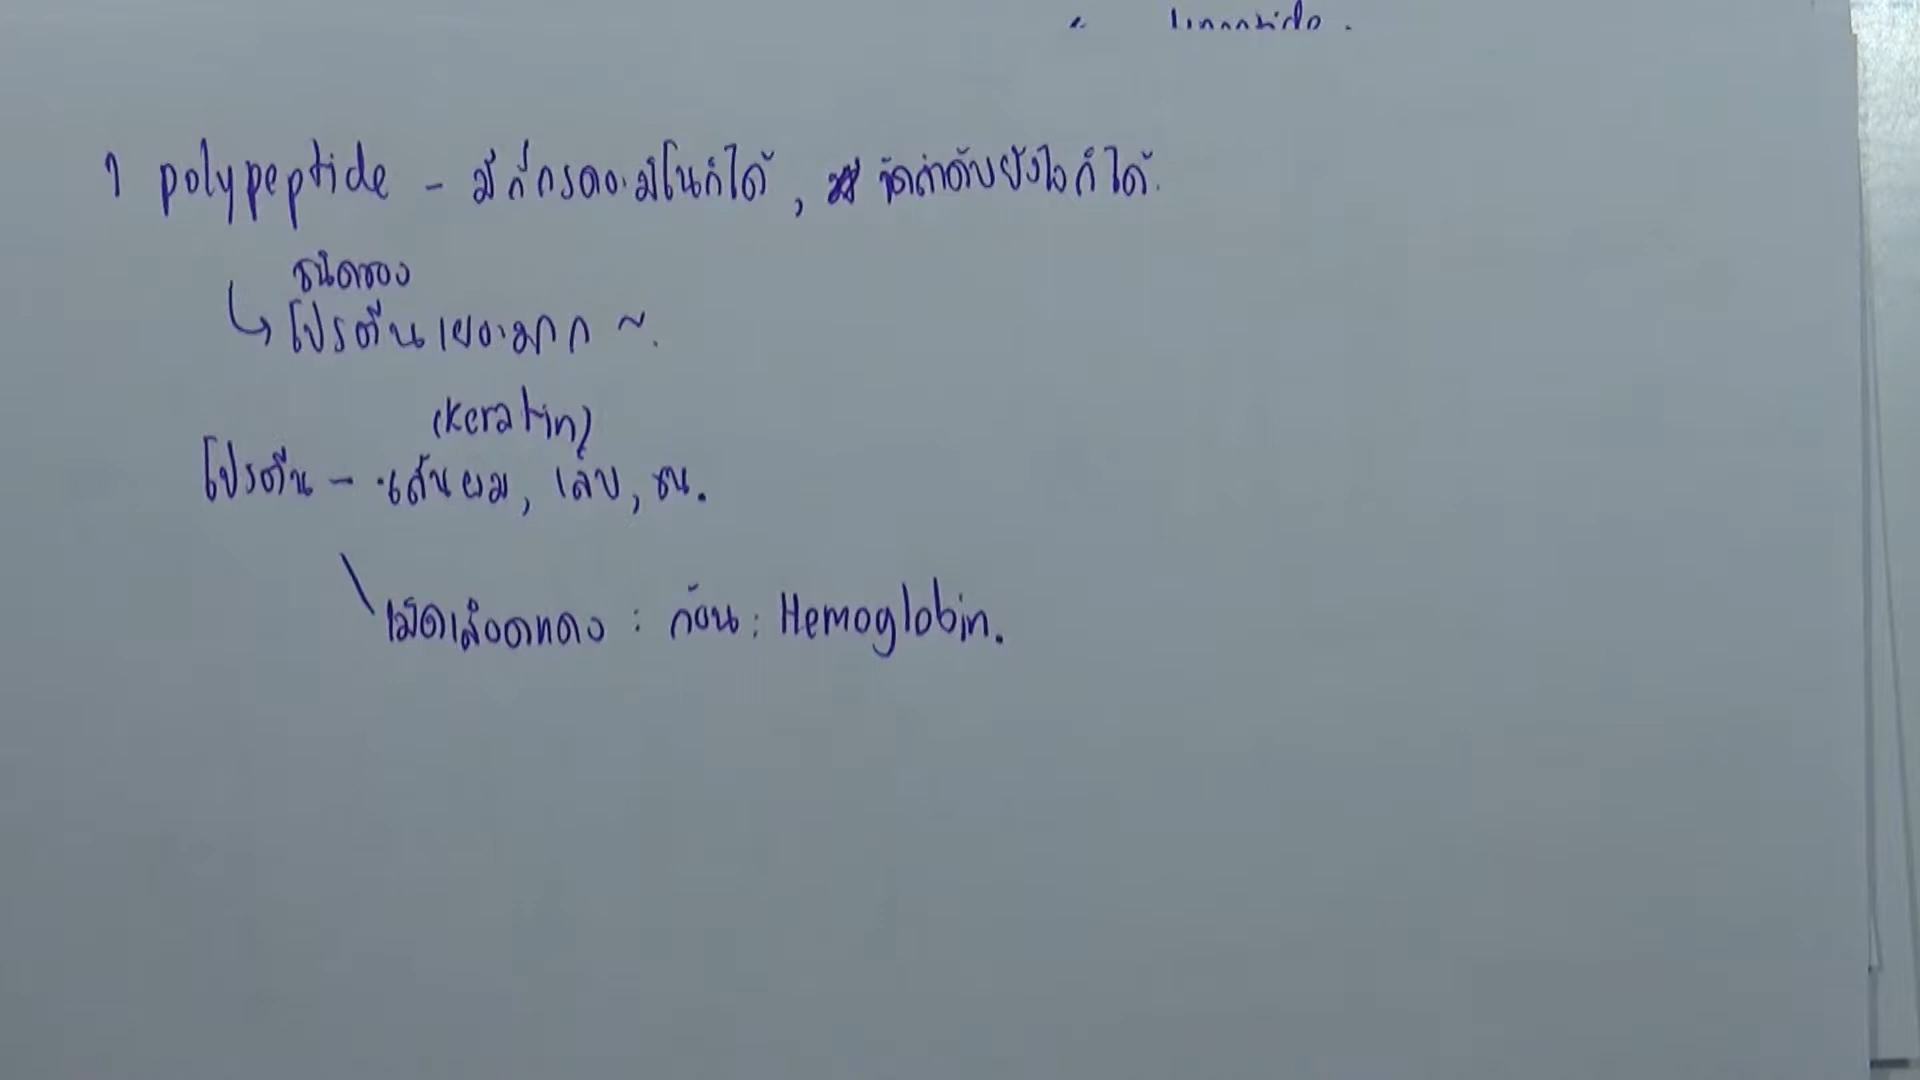 1 polypeptide - มีกี่กรดอะมิโนก็ได้ , จัดลำดับยังไงก็ได้.
ชนิดของ
↳ โปรตีนเยอะมาก ~.
(keratin)
โปรตีน - เส้นผม, เล็บ, ขน.
เม็ดเลือดแดง : ก้อน : Hemoglobin.